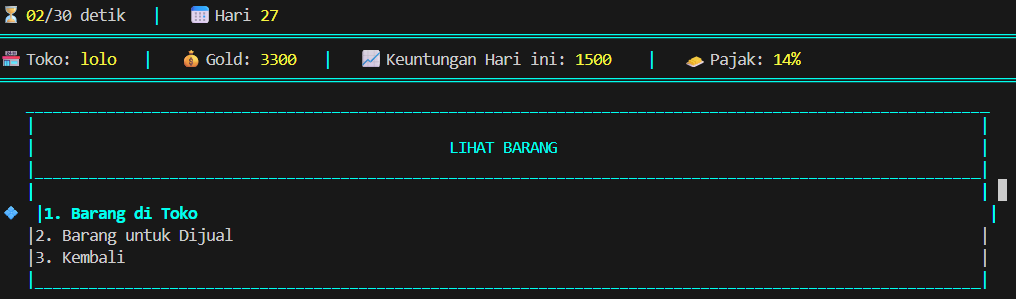 02/30 detik | Hari 27
Toko: lolo | Gold: 3300 | Keuntungan Hari ini: 1500 | Pajak: 14%
LIHAT BARANG
|1. Barang di Toko |
|2. Barang untuk Dijual |
|3. Kembali |